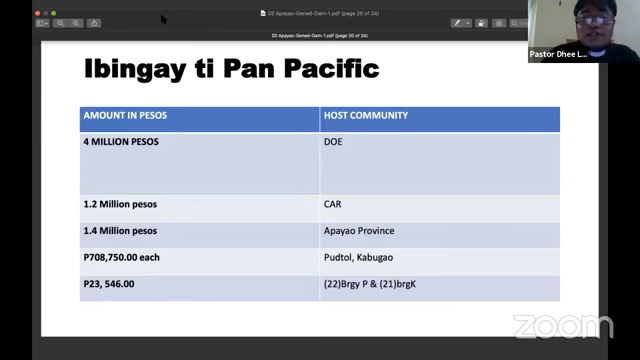 02 Apayao-Gened-Dam-1.pdf (page 20 of 24)
Search
02 Apayao-Gened-Dam-1.pdf (page 20 of 24)
Pastor Dhee L...
Ibingay ti Pan Pacific
AMOUNT IN PESOS HOST COMMUNITY
4 MILLION PESOS DOE
1.2 Million pesos CAR
1.4 Million pesos Apayao Province
P708,750.00 each Pudtol, Kabugao
P23, 546.00 (22)Brgy P & (21)brgK
zoom